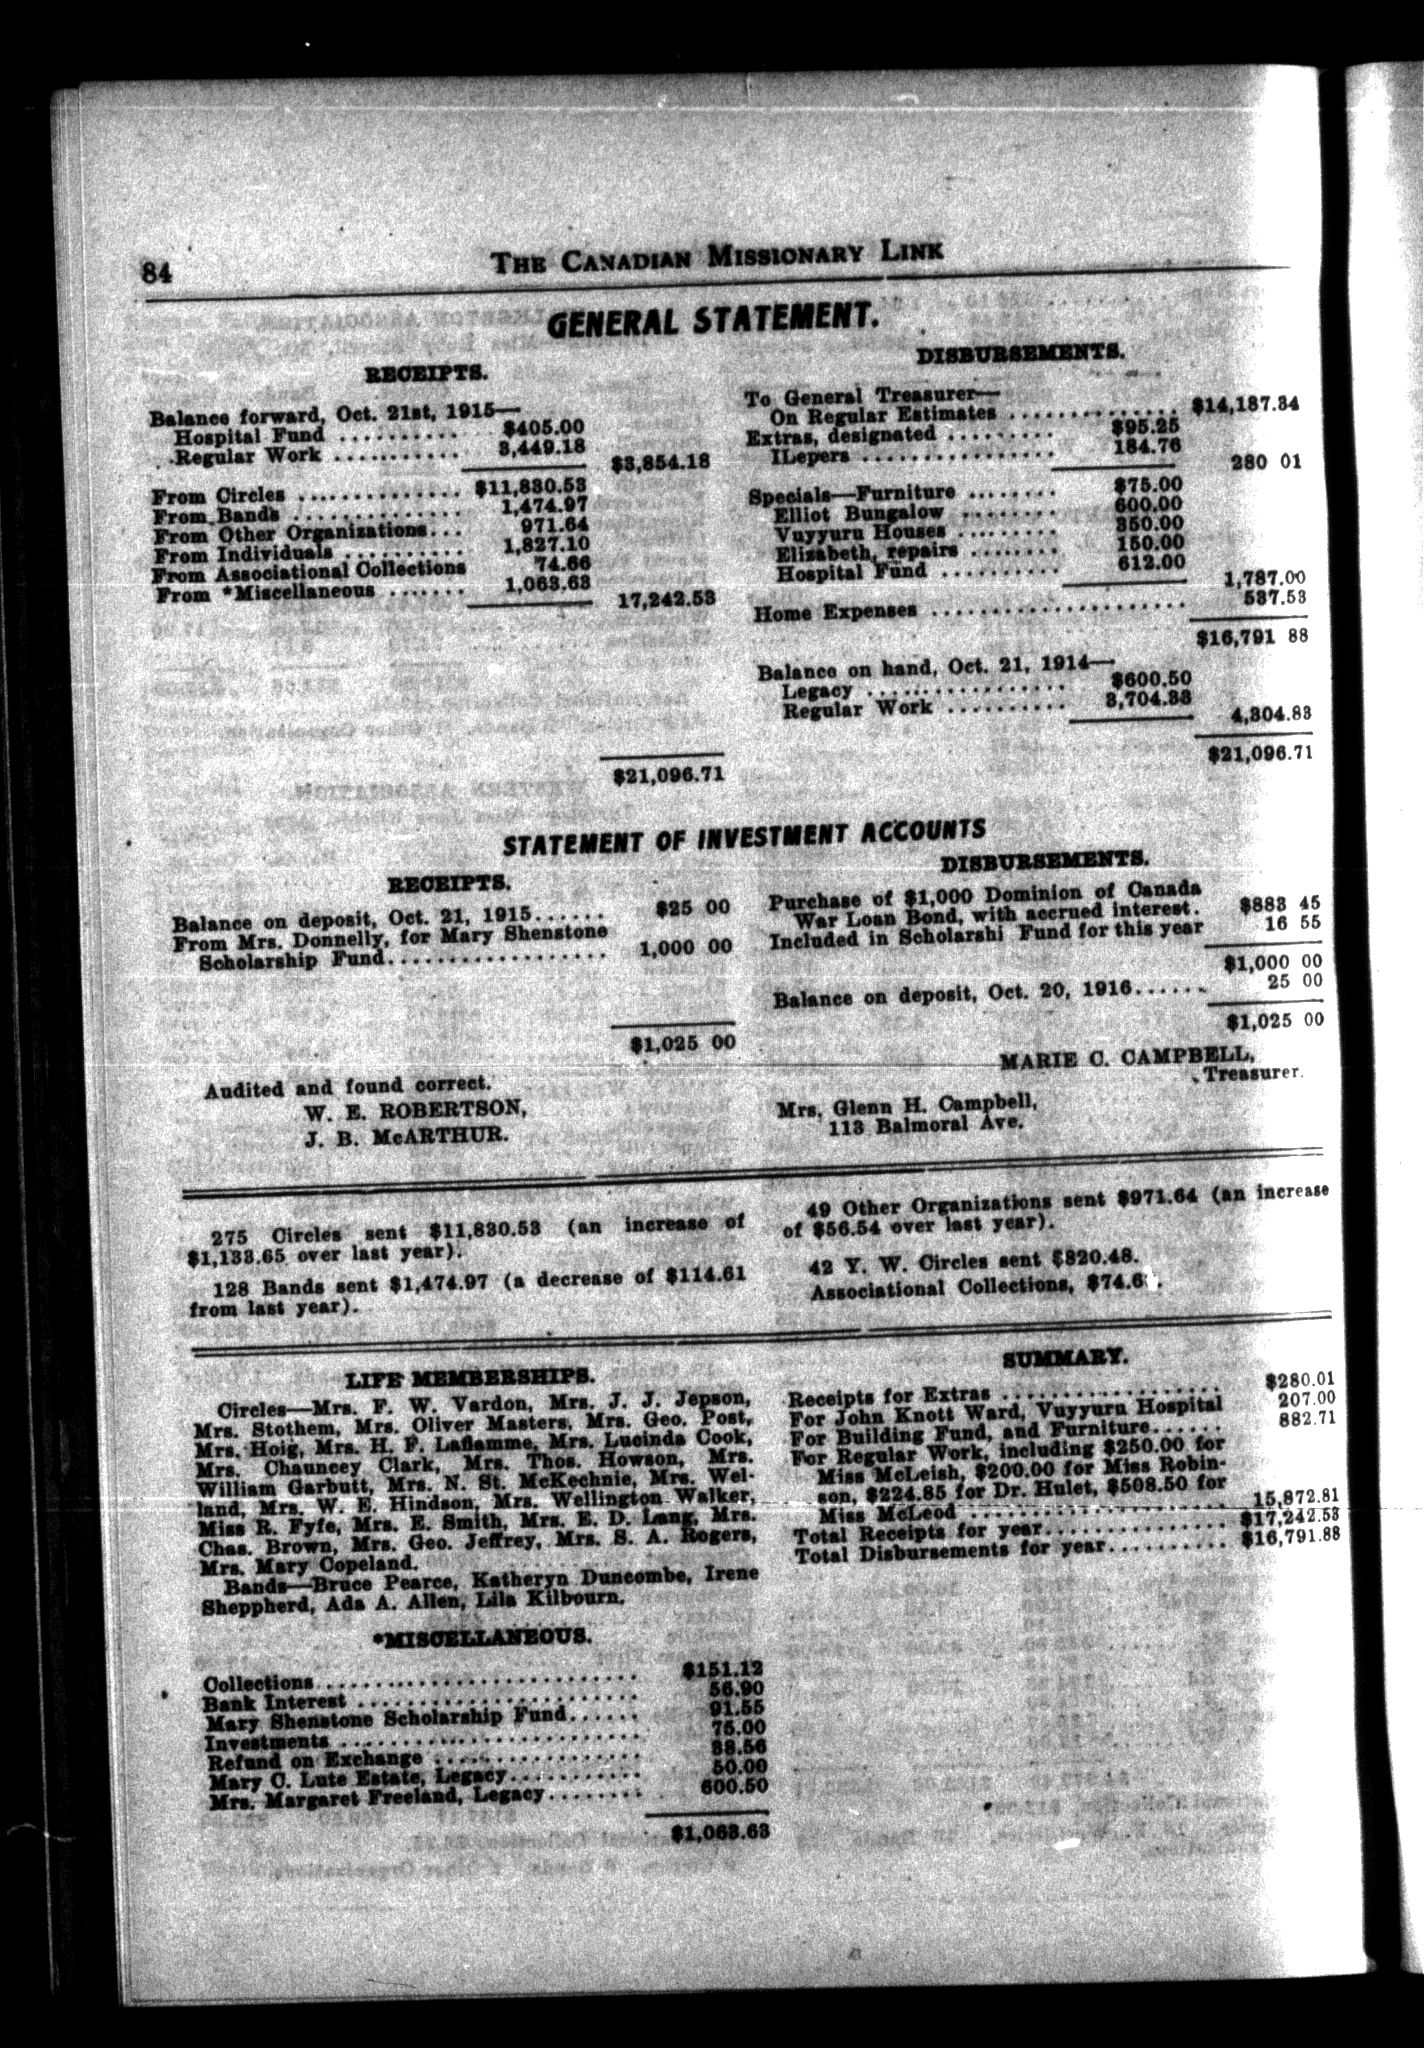 84
THE CANADIAN MISSIONARY LINK
GENERAL STATEMENT.
RECEIPTS.
Balance forward, Oct. 21st, 1915—
Hospital Fund .......... $405.00
Regular Work .......... 3,449.18
$3,854.18
From Circles ............. $11,830.53
From Bands ............. 1,474.97
From Other Organizations... 971.64
From Individuals .......... 1,827.10
From Associational Collections 74.66
From *Miscellaneous ....... 1,063.63
17,242.53
$21,096.71
DISBURSEMENTS.
To General Treasurer—
On Regular Estimates .............. $14,187.34
Extras, designated ......... $95.25
ILepers ................ 184.76
280 01
Specials—Furniture ........ $75.00
Elliot Bungalow ........ 600.00
Vuyyuru Houses ......... 350.00
Elizabeth, repairs ........ 150.00
Hospital Fund .......... 612.00
1,787.00
Home Expenses ..................... 537.53
$16,791 88
Balance on hand, Oct. 21, 1914—
Legacy ................ $600.50
Regular Work .......... 3,704.33
4,304.83
$21,096.71
STATEMENT OF INVESTMENT ACCOUNTS
RECEIPTS.
Balance on deposit, Oct. 21, 1915...... $25 00
From Mrs. Donnelly, for Mary Shenstone
Scholarship Fund.................. 1,000 00
$1,025 00
Audited and found correct.
W. E. ROBERTSON,
J. B. McARTHUR.
DISBURSEMENTS.
Purchase of $1,000 Dominion of Canada
War Loan Bond, with accrued interest. $983 45
Included in Scholarshi Fund for this year 16 55
$1,000 00
Balance on deposit, Oct. 20, 1916...... 25 00
$1,025 00
MARIE C. CAMPBELL,
Treasurer.
Mrs. Glenn H. Campbell,
113 Balmoral Ave.
275 Circles sent $11,830.53 (an increase of
$1,133.65 over last year).
128 Bands sent $1,474.97 (a decrease of $114.61
from last year).
49 Other Organizations sent $971.64 (an increase
of $56.54 over last year).
42 Y. W. Circles sent $820.48.
Associational Collections, $74.6 .
LIFE MEMBERSHIPS.
Circles—Mrs. F. W. Vardon, Mrs. J. J. Jepson,
Mrs. Stothem, Mrs. Oliver Masters, Mrs. Geo. Post,
Mrs. Hoig, Mrs. H. F. Laflamme, Mrs. Lucinda Cook,
Mrs. Chauncey Clark, Mrs. Thos. Howson, Mrs.
William Garbutt, Mrs. N. St. McKechnie, Mrs. Wel-
land, Mrs. W. E. Hindson, Mrs. Wellington Walker,
Miss R. Fyfe, Mrs. E. Smith, Mrs. E. D. Lang, Mrs.
Chas. Brown, Mrs. Geo. Jeffrey, Mrs. S. A. Rogers,
Mrs. Mary Copeland.
Bands—Bruce Pearce, Katheryn Duncombe, Irene
Sheppherd, Ada A. Allen, Lila Kilbourn.
*MISCELLANEOUS.
Collections............................ $151.12
Bank Interest ........................ 56.90
Mary Shenstone Scholarship Fund...... 91.55
Investments .......................... 75.00
Refund on Exchange .................. 38.56
Mary C. Lute Estate, Legacy........... 50.00
Mrs. Margaret Freeland, Legacy........ 600.50
$1,063.63
SUMMARY.
Receipts for Extras .................... $280.01
For John Knott Ward, Vuyyuru Hospital 207.00
For Building Fund, and Furniture...... 882.71
For Regular Work, including $250.00 for
Miss McLeish, $200.00 for Miss Robin-
son, $224.85 for Dr. Hulet, $508.50 for
Miss McLeod ....................... 15,872.81
Total Receipts for year................ $17,242.53
Total Disbursements for year.......... $16,791.88